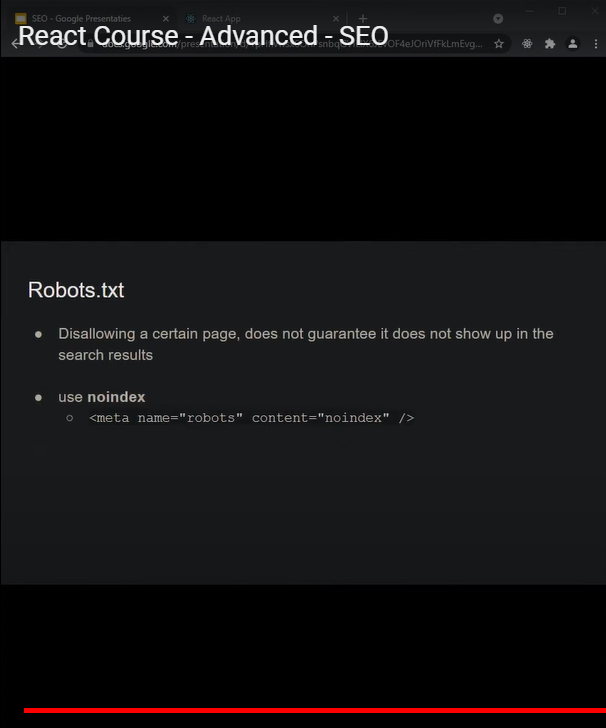 SEO - Google Presentaties
React App
React Course - Advanced - SEO
Robots.txt
Disallowing a certain page, does not guarantee it does not show up in the
search results
use noindex
<meta name="robots" content="noindex" />